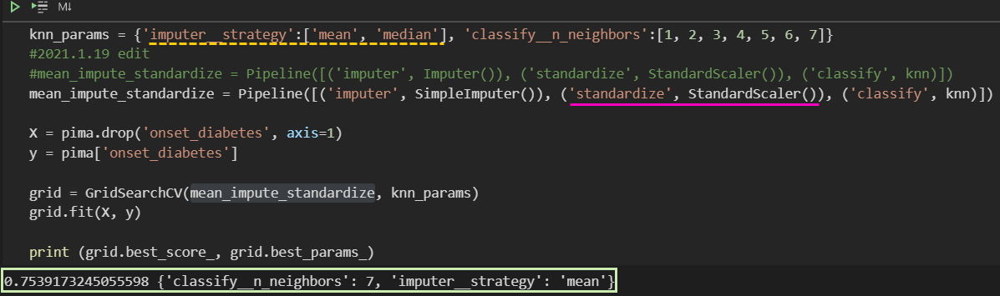 M↓
knn_params = {'imputer__strategy':['mean', 'median'], 'classify__n_neighbors':[1, 2, 3, 4, 5, 6, 7]}
#2021.1.19 edit
#mean_impute_standardize = Pipeline([('imputer', Imputer()), ('standardize', StandardScaler()), ('classify', knn)])
mean_impute_standardize = Pipeline([('imputer', SimpleImputer()), ('standardize', StandardScaler()), ('classify', knn)])
X = pima.drop('onset_diabetes', axis=1)
y = pima['onset_diabetes']
grid = GridSearchCV(mean_impute_standardize, knn_params)
grid.fit(X, y)
print (grid.best_score_, grid.best_params_)
0.7539173245055598 {'classify__n_neighbors': 7, 'imputer__strategy': 'mean'}